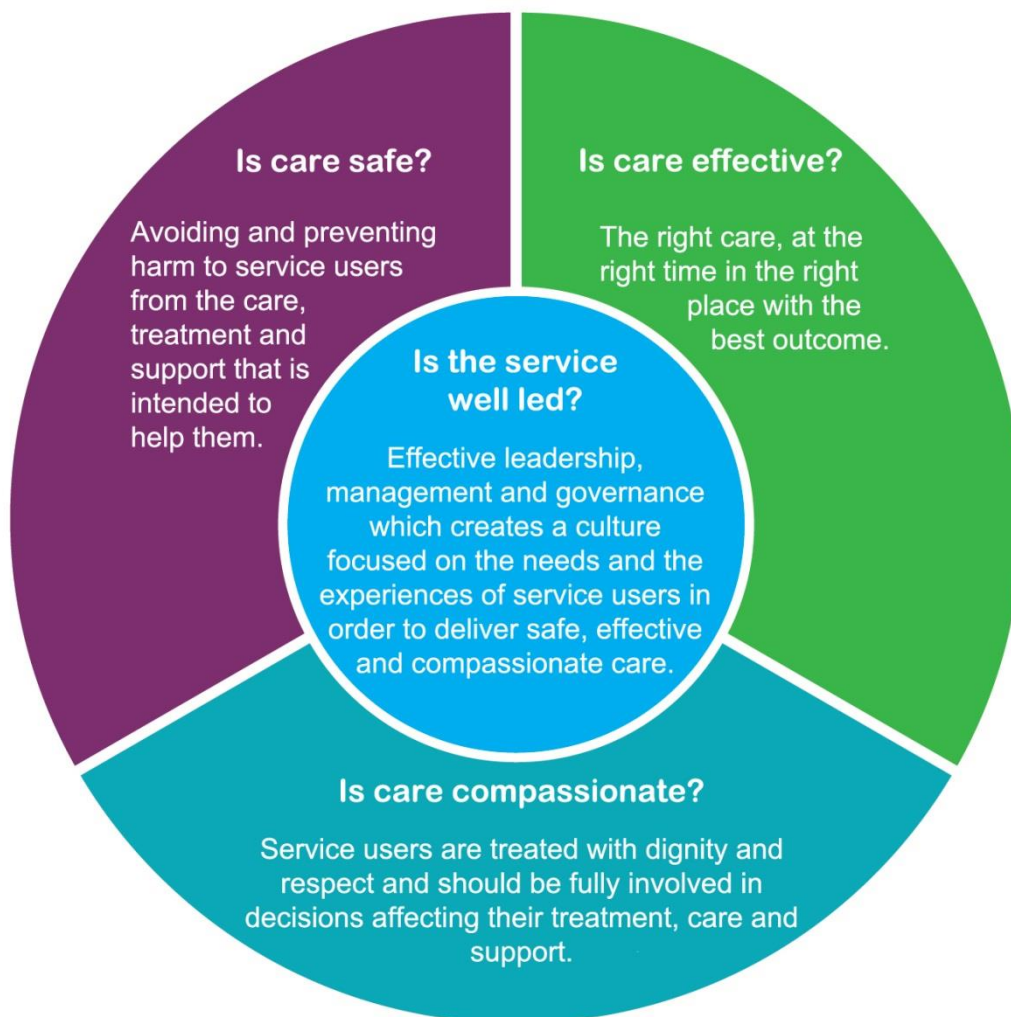 Is care safe?
Avoiding and preventing
harm to service users
from the care,
treatment and
support that is
intended to
help them.
Is care effective?
The right care, at the
right time in the right
place with the
best outcome.
Is the service
well led?
Effective leadership,
management and governance
which creates a culture
focused on the needs and the
experiences of service users in
order to deliver safe, effective
and compassionate care.
Is care compassionate?
Service users are treated with dignity and
respect and should be fully involved in
decisions affecting their treatment, care and
support.